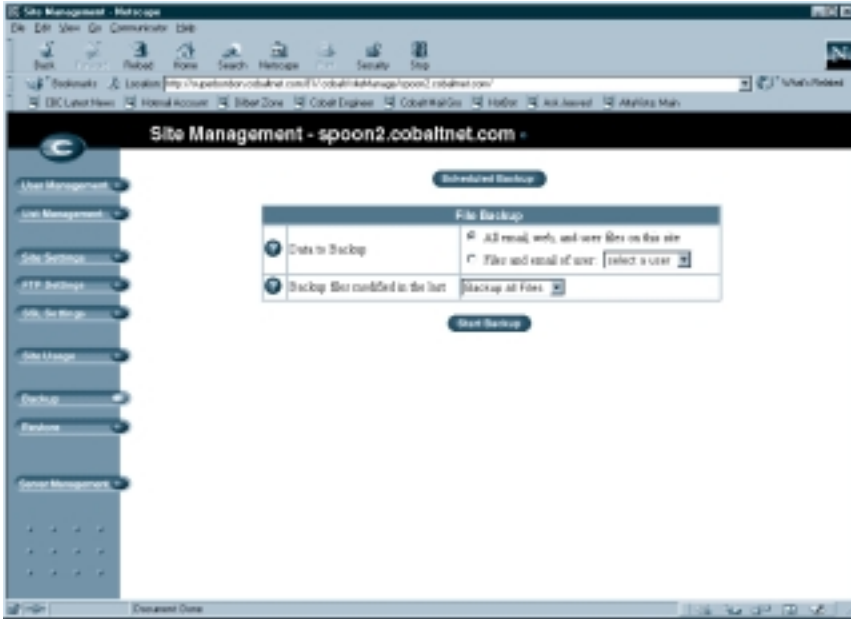 Site Management - Netscape
File Edit View Go Communicator Help
Back Reload Home Search Netscape Print Security Stop
Bookmarks Location: What's Related
Hotmail Account HotBot
Site Management - spoon2.cobaltnet.com
Scheduled Backup
User Management
List Management
File Backup
Data to Backup
All email, web, and user files on this site
Files and email of user: select a user
Site Settings
FTP Settings
Backup files modified in the last Backup all Files
SSL Settings
Start Backup
Site Usage
Backup
Restore
Server Management
Document: Done